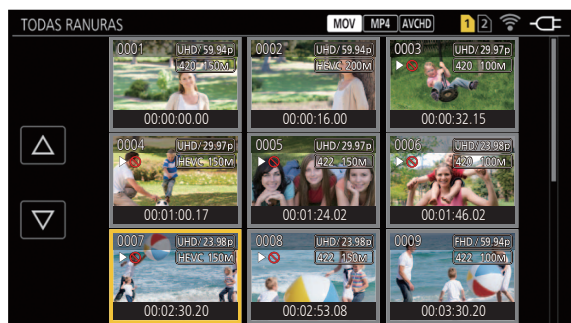 TODAS RANURAS MOV MP4 AVCHD 1 2
0001 UHD/59.94p 0002 UHD/59.94p 0003 UHD/29.97p
420 150M HEVC 200M 420 100M
00:00:00.00 00:00:16.00 00:00:32.15
0004 UHD/29.97p 0005 UHD/29.97p 0006 UHD/23.98p
HEVC 150M 422 150M 420 100M
00:01:00.17 00:01:24.02 00:01:46.02
0007 UHD/23.98p 0008 UHD/23.98p 0009 FHD/59.94p
HEVC 150M 422 150M 422 100M
00:02:30.20 00:02:53.08 00:03:30.20